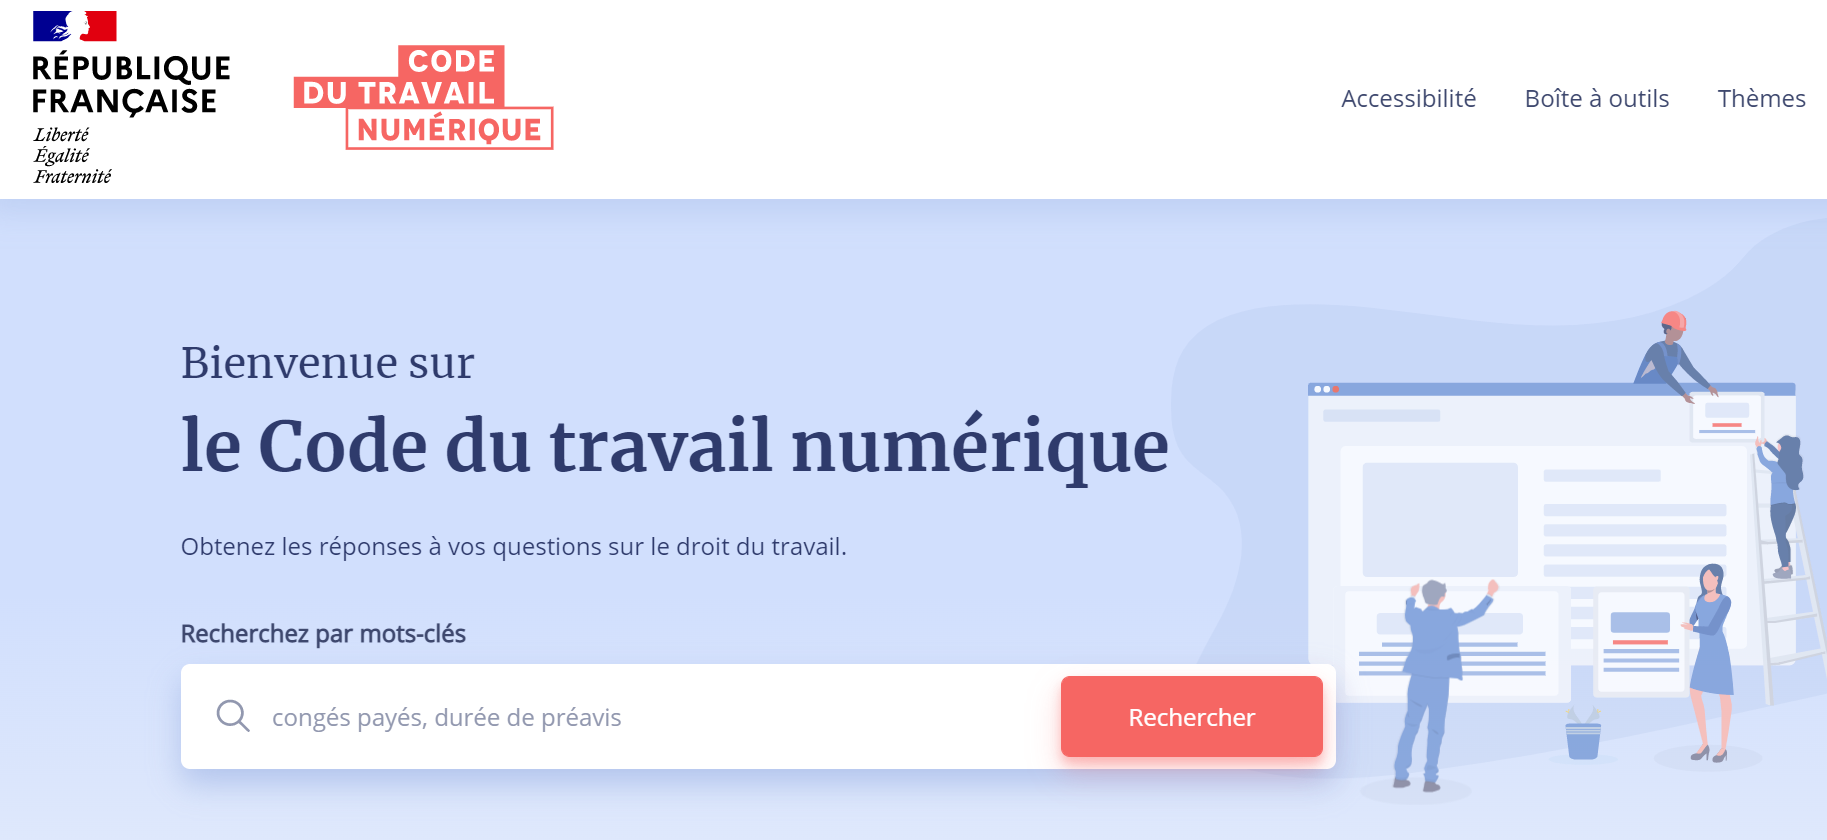 RÉPUBLIQUE
FRANÇAISE
Liberté
Égalité
Fraternité
CODE
DU TRAVAIL
NUMÉRIQUE
Accessibilité Boîte à outils Thèmes
Bienvenue sur
le Code du travail numérique
Obtenez les réponses à vos questions sur le droit du travail.
Recherchez par mots-clés
congés payés, durée de préavis
Rechercher